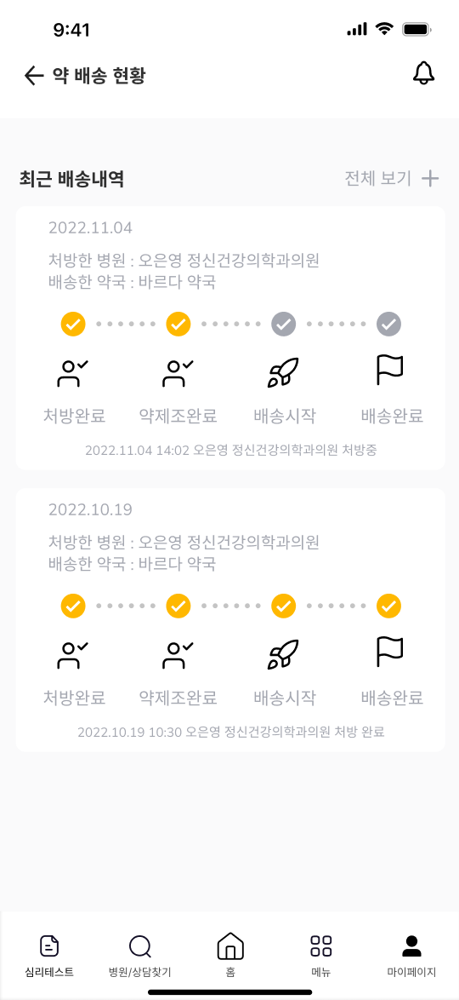 9:41
약 배송 현황
최근 배송내역
전체 보기
2022.11.04
처방한 병원 : 오은영 정신건강의학과의원
배송한 약국 : 바르다 약국
처방완료 약제조완료 배송시작 배송완료
2022.11.04 14:02 오은영 정신건강의학과의원 처방중
2022.10.19
처방한 병원 : 오은영 정신건강의학과의원
배송한 약국 : 바르다 약국
처방완료 약제조완료 배송시작 배송완료
2022.10.19 10:30 오은영 정신건강의학과의원 처방 완료
심리테스트 병원/상담찾기 홈 메뉴 마이페이지